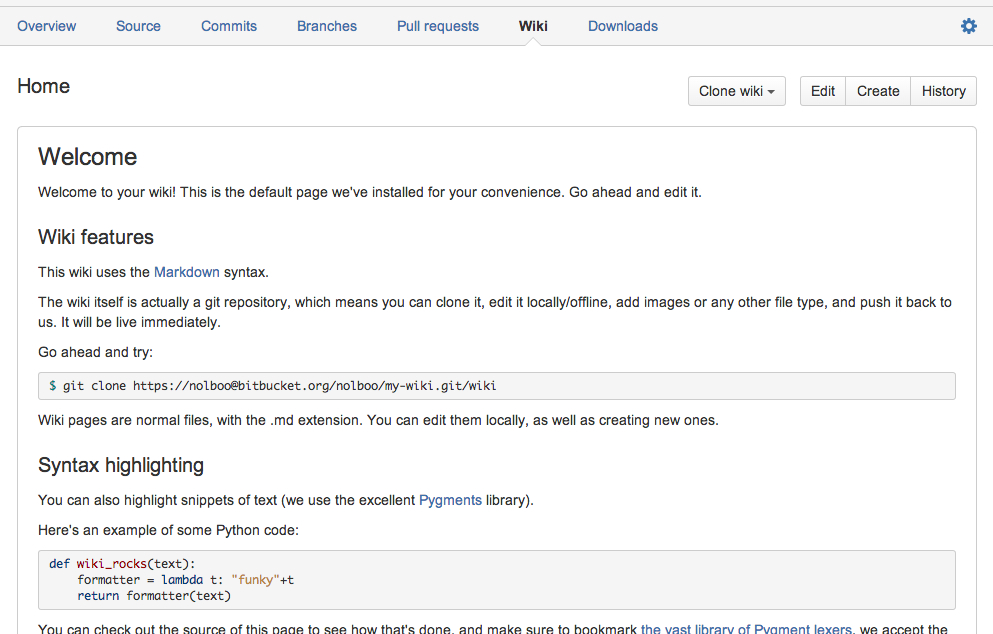 Overview Source Commits Branches Pull requests Wiki Downloads
Home
Clone wiki Edit Create History
Welcome
Welcome to your wiki! This is the default page we've installed for your convenience. Go ahead and edit it.
Wiki features
This wiki uses the Markdown syntax.
The wiki itself is actually a git repository, which means you can clone it, edit it locally/offline, add images or any other file type, and push it back to
us. It will be live immediately.
Go ahead and try:
$ git clone https://nolboo@bitbucket.org/nolboo/my-wiki.git/wiki
Wiki pages are normal files, with the .md extension. You can edit them locally, as well as creating new ones.
Syntax highlighting
You can also highlight snippets of text (we use the excellent Pygments library).
Here's an example of some Python code:
def wiki_rocks(text):
    formatter = lambda t: "funky"+t
    return formatter(text)
You can check out the source of this page to see how that's done, and make sure to bookmark the vast library of Pygment lexers, we accept the